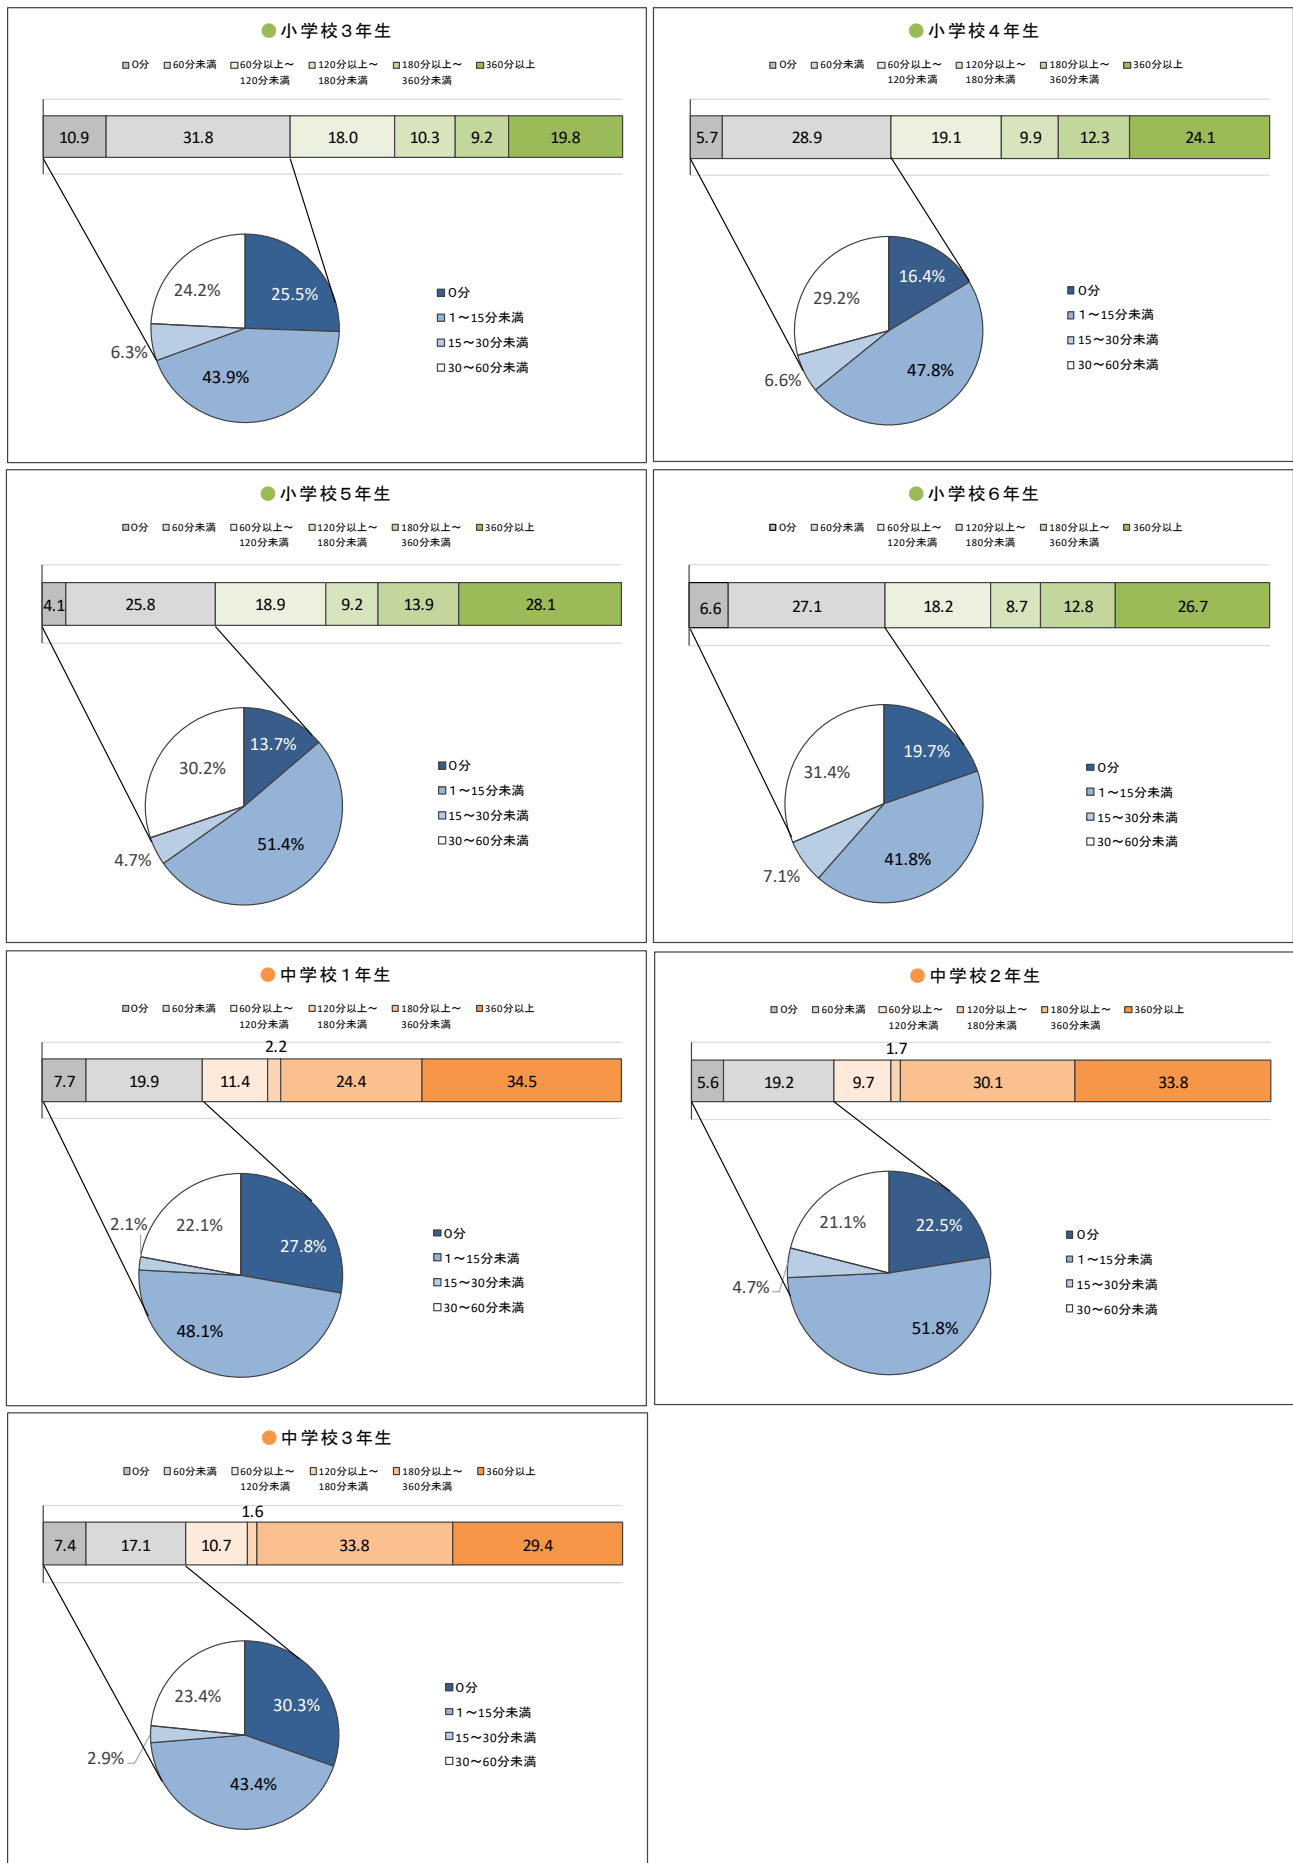 ●小学校３年生
0分 60分未満 60分以上～ 120分以上～ 180分以上～ 360分以上
120分未満 180分未満 360分未満
10.9 31.8 18.0 10.3 9.2 19.8
24.2% 25.5%
6.3%
43.9%
0分
1～15分未満
15～30分未満
30～60分未満
●小学校４年生
0分 60分未満 60分以上～ 120分以上～ 180分以上～ 360分以上
120分未満 180分未満 360分未満
5.7 28.9 19.1 9.9 12.3 24.1
16.4%
29.2%
47.8%
6.6%
0分
1～15分未満
15～30分未満
30～60分未満
●小学校５年生
0分 60分未満 60分以上～ 120分以上～ 180分以上～ 360分以上
120分未満 180分未満 360分未満
4.1 25.8 18.9 9.2 13.9 28.1
13.7%
30.2%
51.4%
4.7%
0分
1～15分未満
15～30分未満
30～60分未満
●小学校６年生
0分 60分未満 60分以上～ 120分以上～ 180分以上～ 360分以上
120分未満 180分未満 360分未満
6.6 27.1 18.2 8.7 12.8 26.7
19.7%
31.4%
41.8%
7.1%
0分
1～15分未満
15～30分未満
30～60分未満
●中学校１年生
0分 60分未満 60分以上～ 120分以上～ 180分以上～ 360分以上
120分未満 180分未満 360分未満
2.2
7.7 19.9 11.4 24.4 34.5
2.1% 22.1%
27.8%
48.1%
0分
1～15分未満
15～30分未満
30～60分未満
●中学校２年生
0分 60分未満 60分以上～ 120分以上～ 180分以上～ 360分以上
120分未満 180分未満 360分未満
1.7
5.6 19.2 9.7 30.1 33.8
21.1% 22.5%
4.7%
51.8%
0分
1～15分未満
15～30分未満
30～60分未満
●中学校３年生
0分 60分未満 60分以上～ 120分以上～ 180分以上～ 360分以上
120分未満 180分未満 360分未満
1.6
7.4 17.1 10.7 33.8 29.4
23.4% 30.3%
2.9%
43.4%
0分
1～15分未満
15～30分未満
30～60分未満